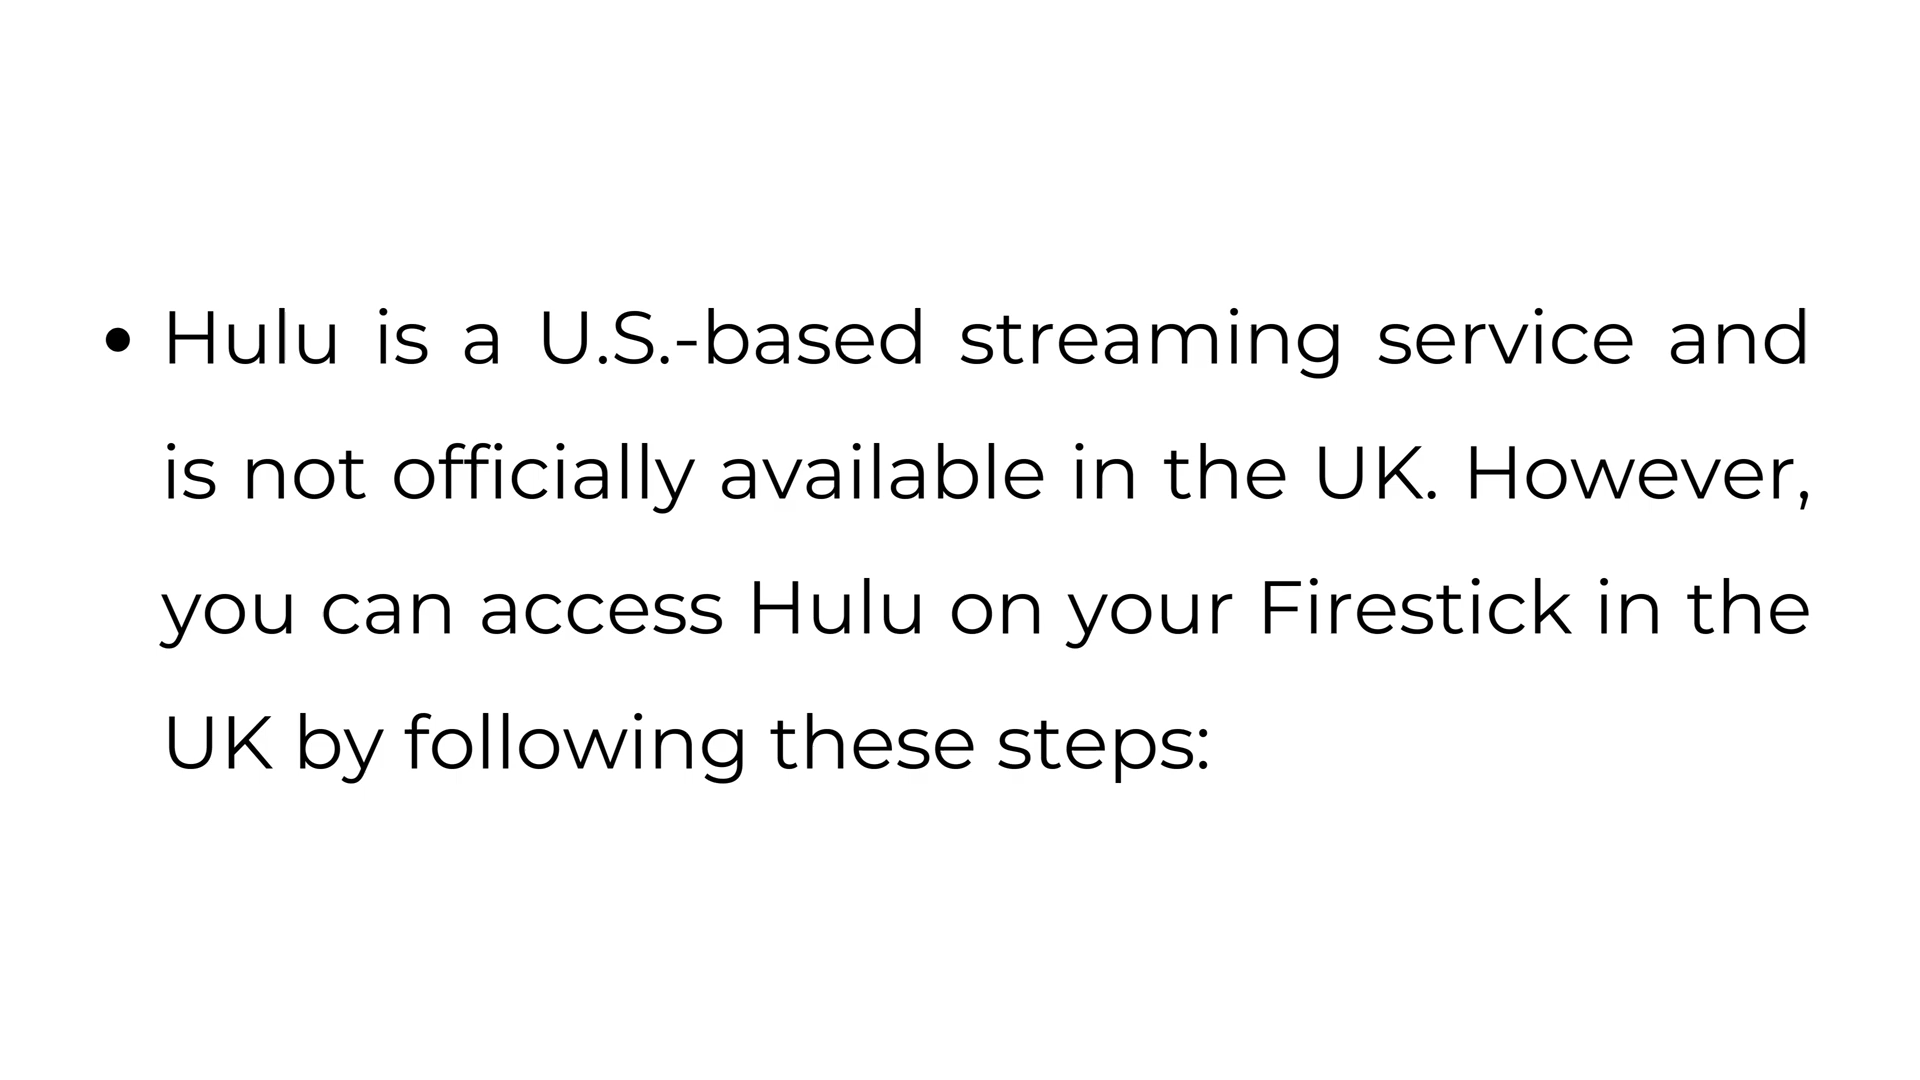 • Hulu is a U.S.-based streaming service and
is not officially available in the UK. However,
you can access Hulu on your Firestick in the
UK by following these steps: